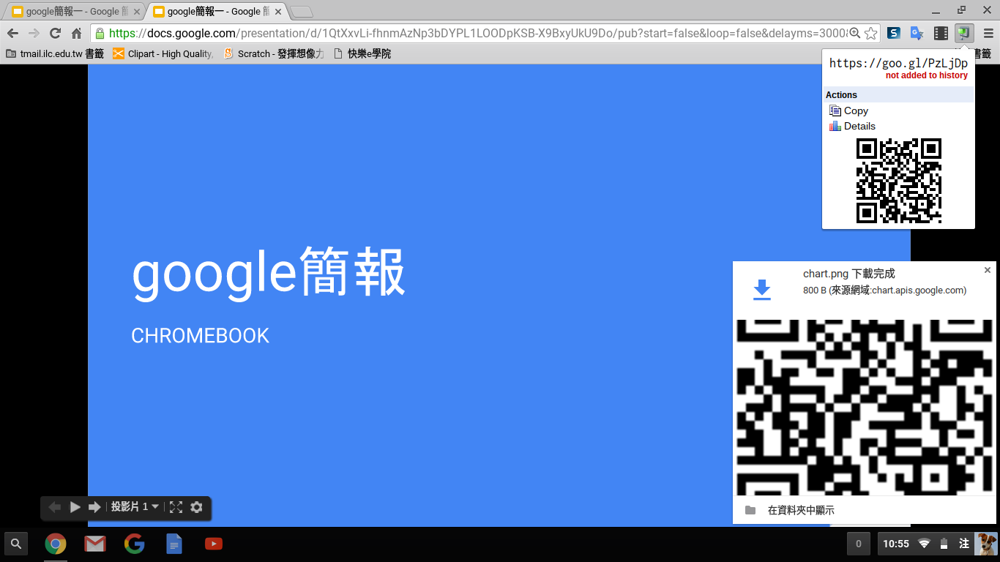 google簡報一 - Google 簡
google簡報一 - Google 簡
https://docs.google.com/presentation/d/1QtXxvLi-fhnmAzNp3bDYPL1LOODpKSB-X9BxyUkU9Do/pub?start=false&loop=false&delayms=3000&
tmail.ilc.edu.tw 書籤
Clipart - High Quality,
Scratch - 發揮想像力
快樂e學院
書籤
https://goo.gl/PzLjDp
not added to history
Actions
Copy
Details
google簡報
CHROMEBOOK
chart.png 下載完成
800 B (來源網域:chart.apis.google.com)
在資料夾中顯示
投影片 1
0
10:55
注